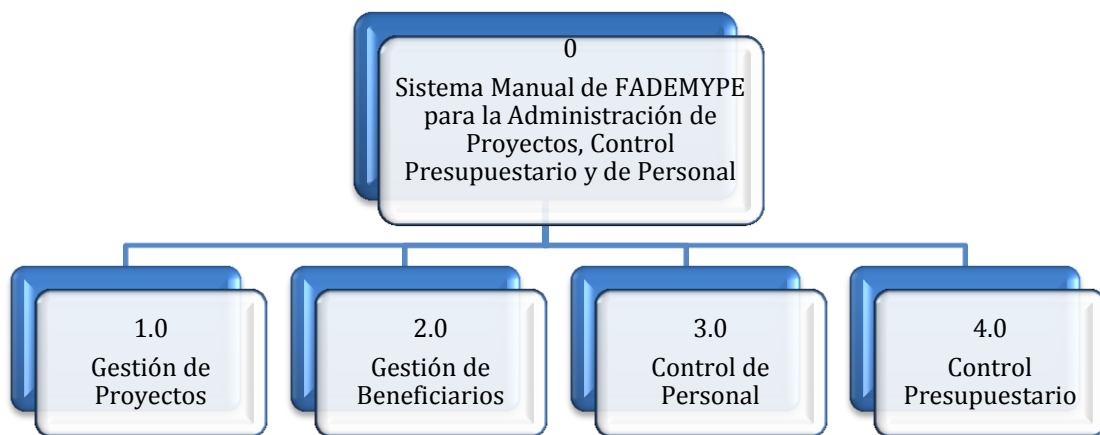 0
Sistema Manual de FADEMYPE
para la Administración de
Proyectos, Control
Presupuestario y de Personal
1.0
Gestión de
Proyectos
2.0
Gestión de
Beneficiarios
3.0
Control de
Personal
4.0
Control
Presupuestario